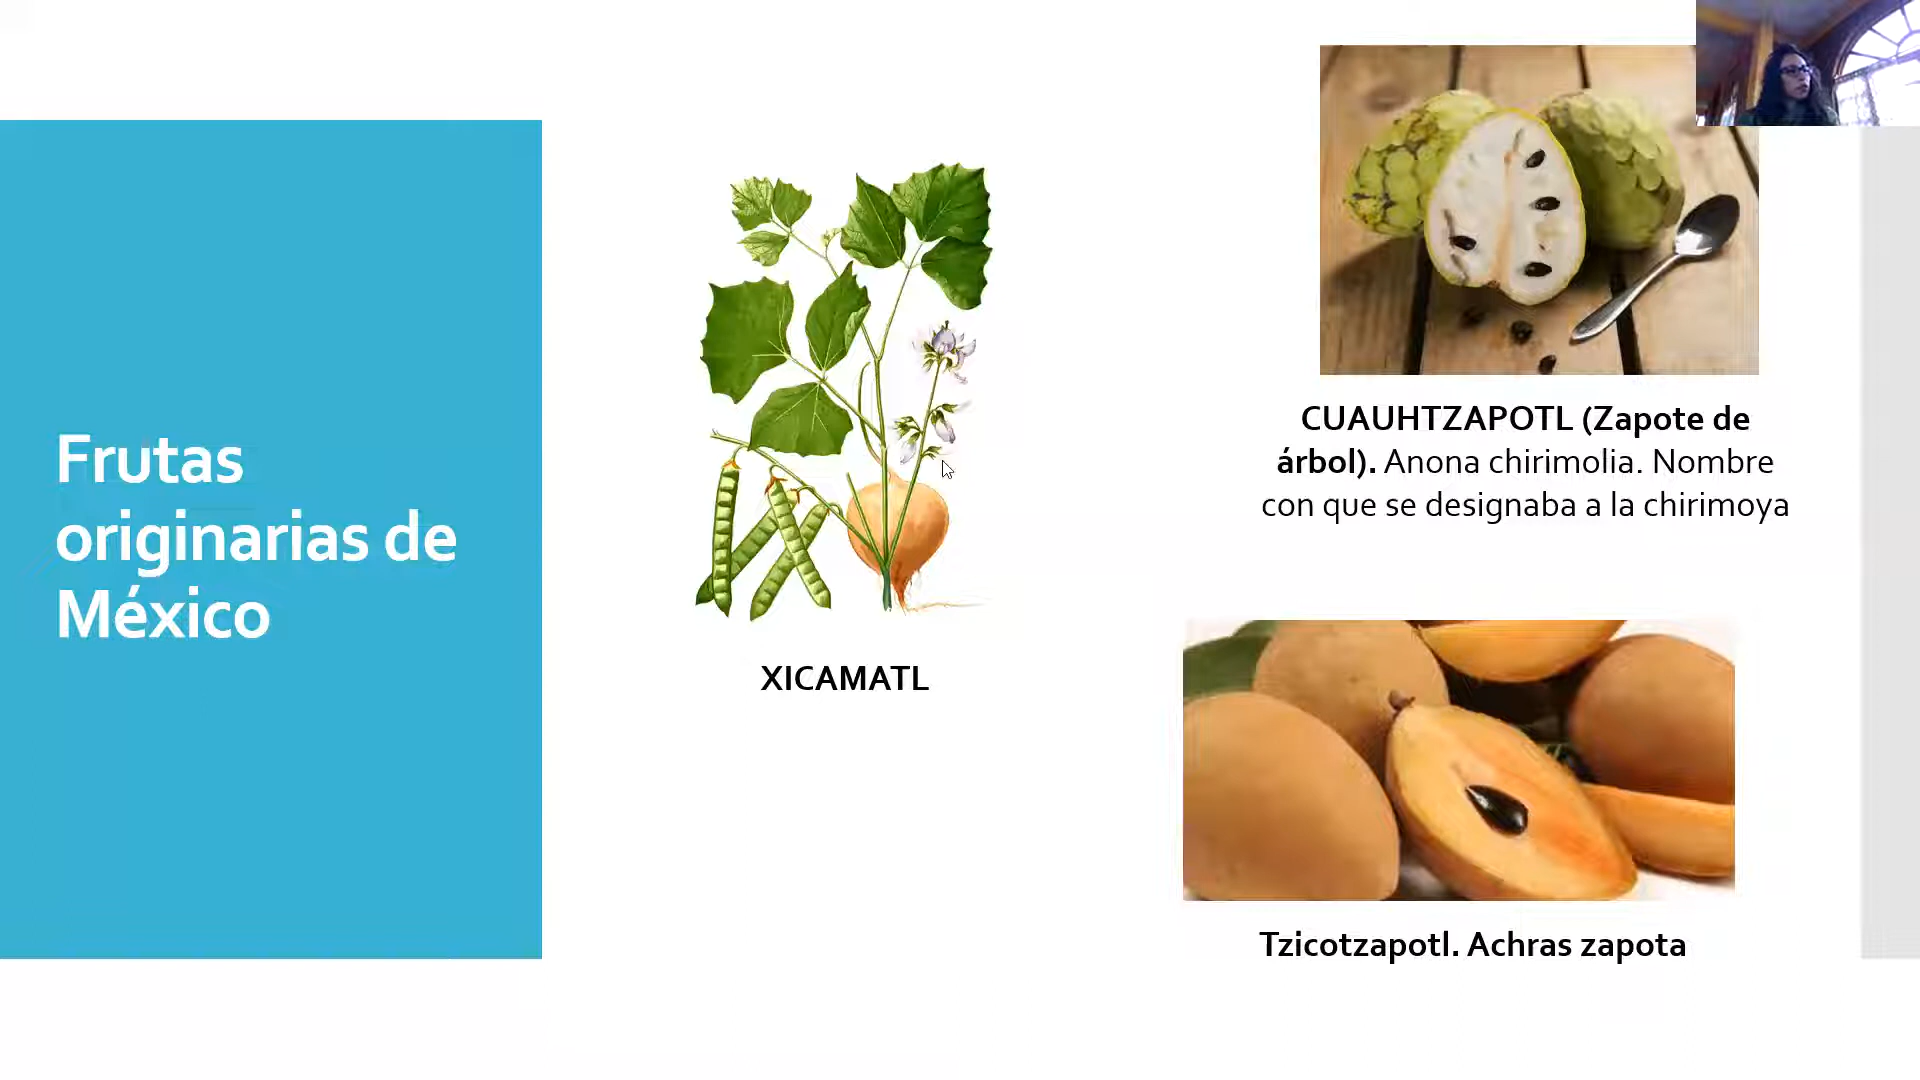 Frutas
originarias de
México
XICAMATL
CUAUHTZAPOTL (Zapote de
árbol). Anona chirimolia. Nombre
con que se designaba a la chirimoya
Tzicotzapotl. Achras zapota